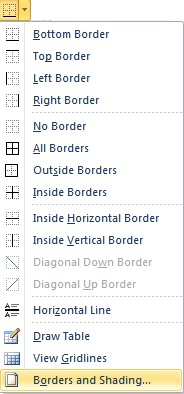 Bottom Border
Top Border
Left Border
Right Border
No Border
All Borders
Outside Borders
Inside Borders
Inside Horizontal Border
Inside Vertical Border
Diagonal Down Border
Diagonal Up Border
Horizontal Line
Draw Table
View Gridlines
Borders and Shading...